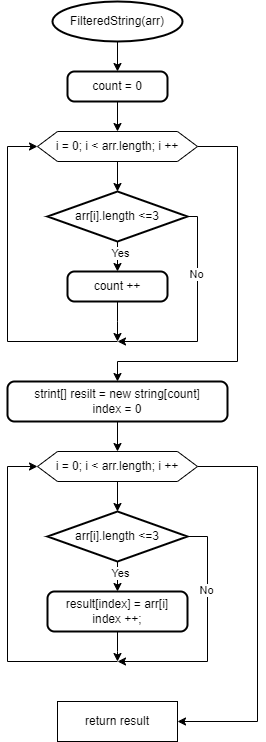 FilteredString(arr)
count = 0
i = 0; i < arr.length; i ++
arr[i].length <=3
Yes
No
count ++
strint[] resilt = new string[count]
index = 0
i = 0; i < arr.length; i ++
arr[i].length <=3
Yes
No
result[index] = arr[i]
index ++;
return result